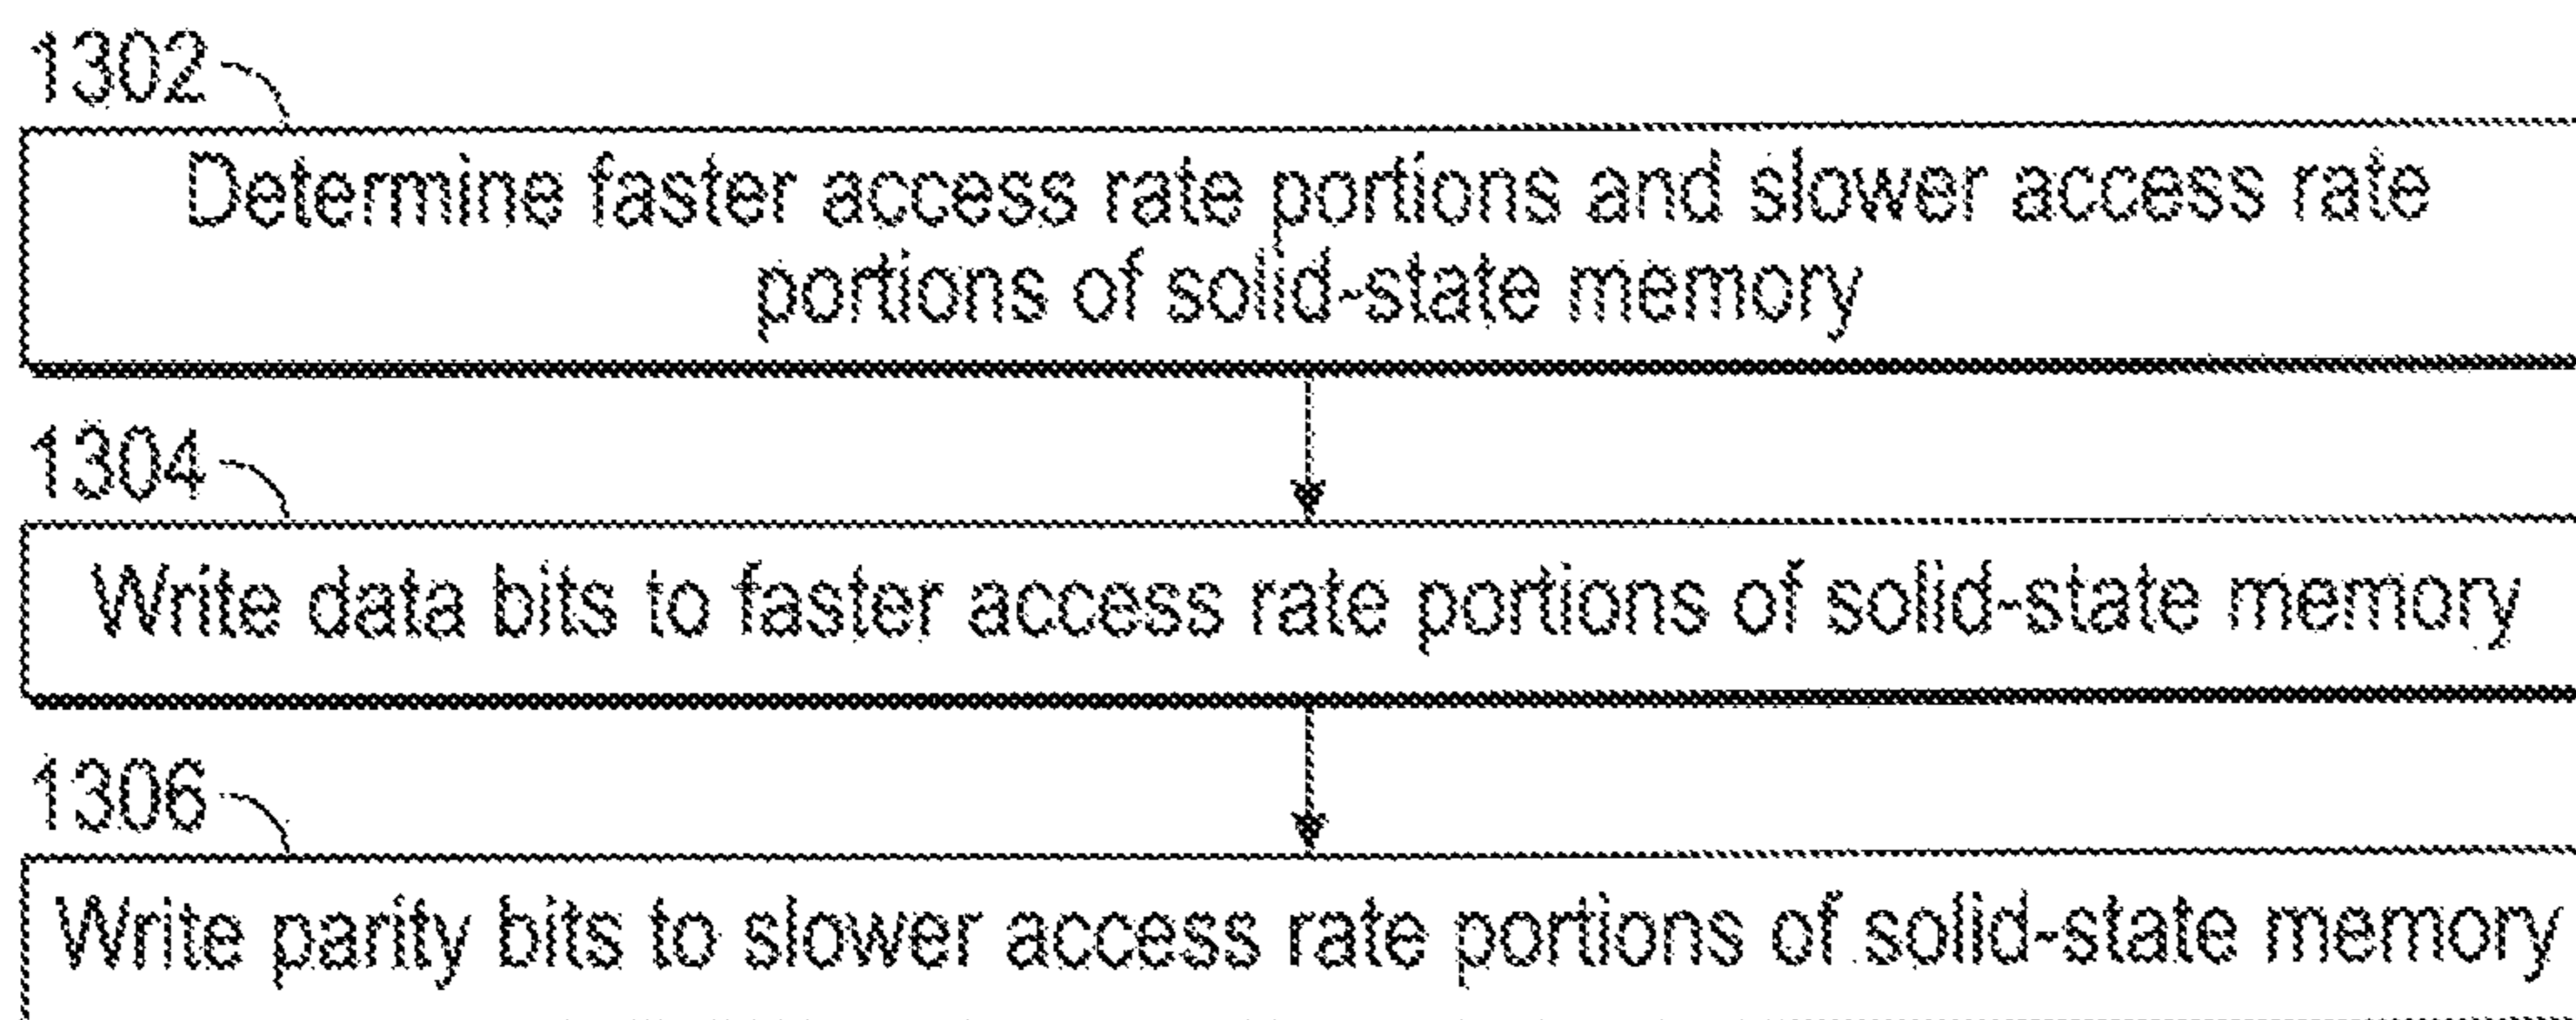 1302
Determine faster access rate portions and slower access rate
portions of solid-state memory
1304
Write data bits to faster access rate portions of solid-state memory
1306
Write parity bits to slower access rate portions of solid-state memory